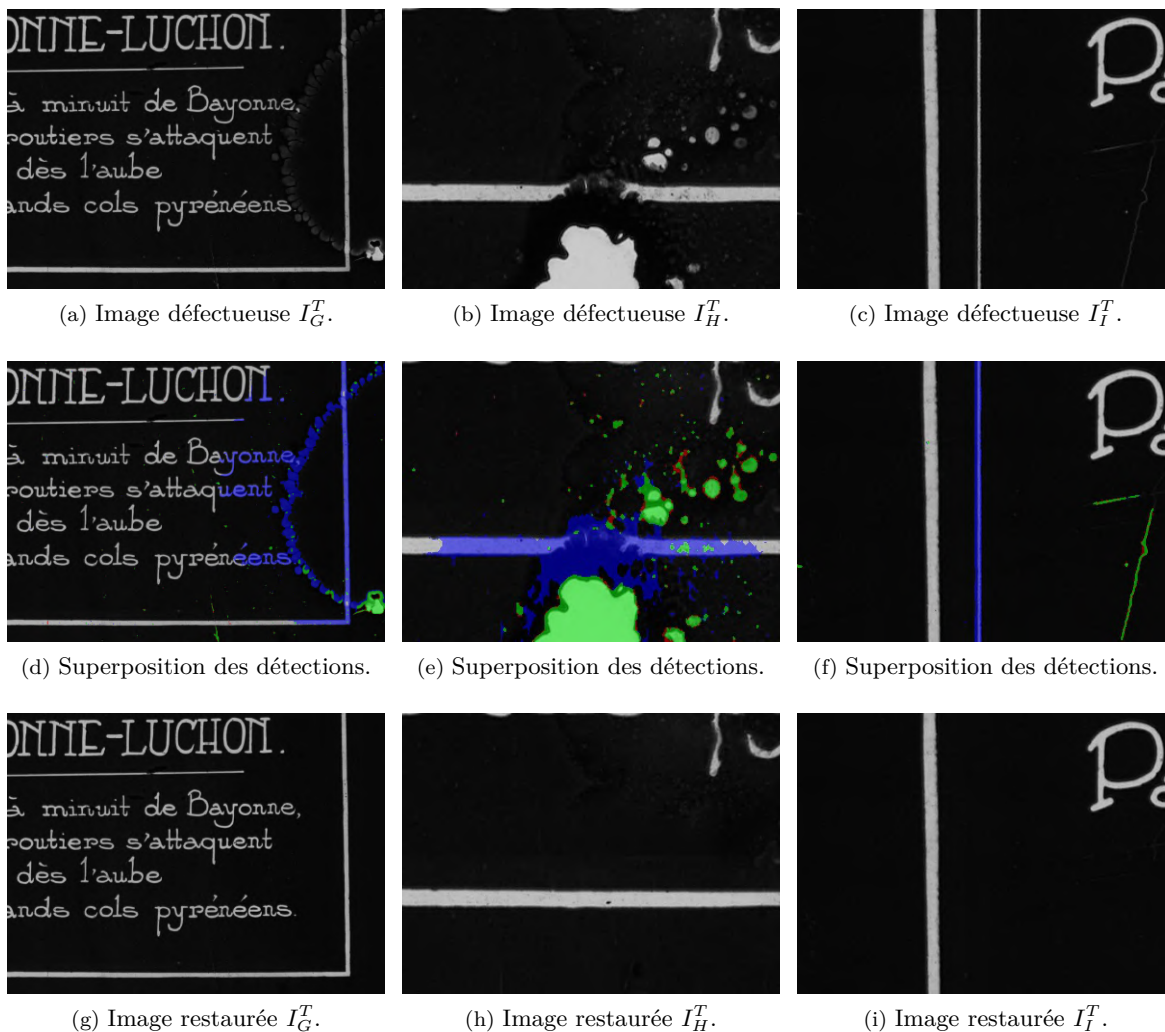 ONNE-LUCHON.
à minuit de Bayonne,
routiers s'attaquent
dès l'aube
ands cols pyrénéens.
P.
(a) Image défectueuse I_G^T.
(b) Image défectueuse I_H^T.
(c) Image défectueuse I_I^T.
ONNE-LUCHON.
à minuit de Bayonne,
routiers s'attaquent
dès l'aube
ands cols pyrénéens.
P.
(d) Superposition des détections.
(e) Superposition des détections.
(f) Superposition des détections.
ONNE-LUCHON.
à minuit de Bayonne,
routiers s'attaquent
dès l'aube
ands cols pyrénéens.
P.
(g) Image restaurée I_G^T.
(h) Image restaurée I_H^T.
(i) Image restaurée I_I^T.